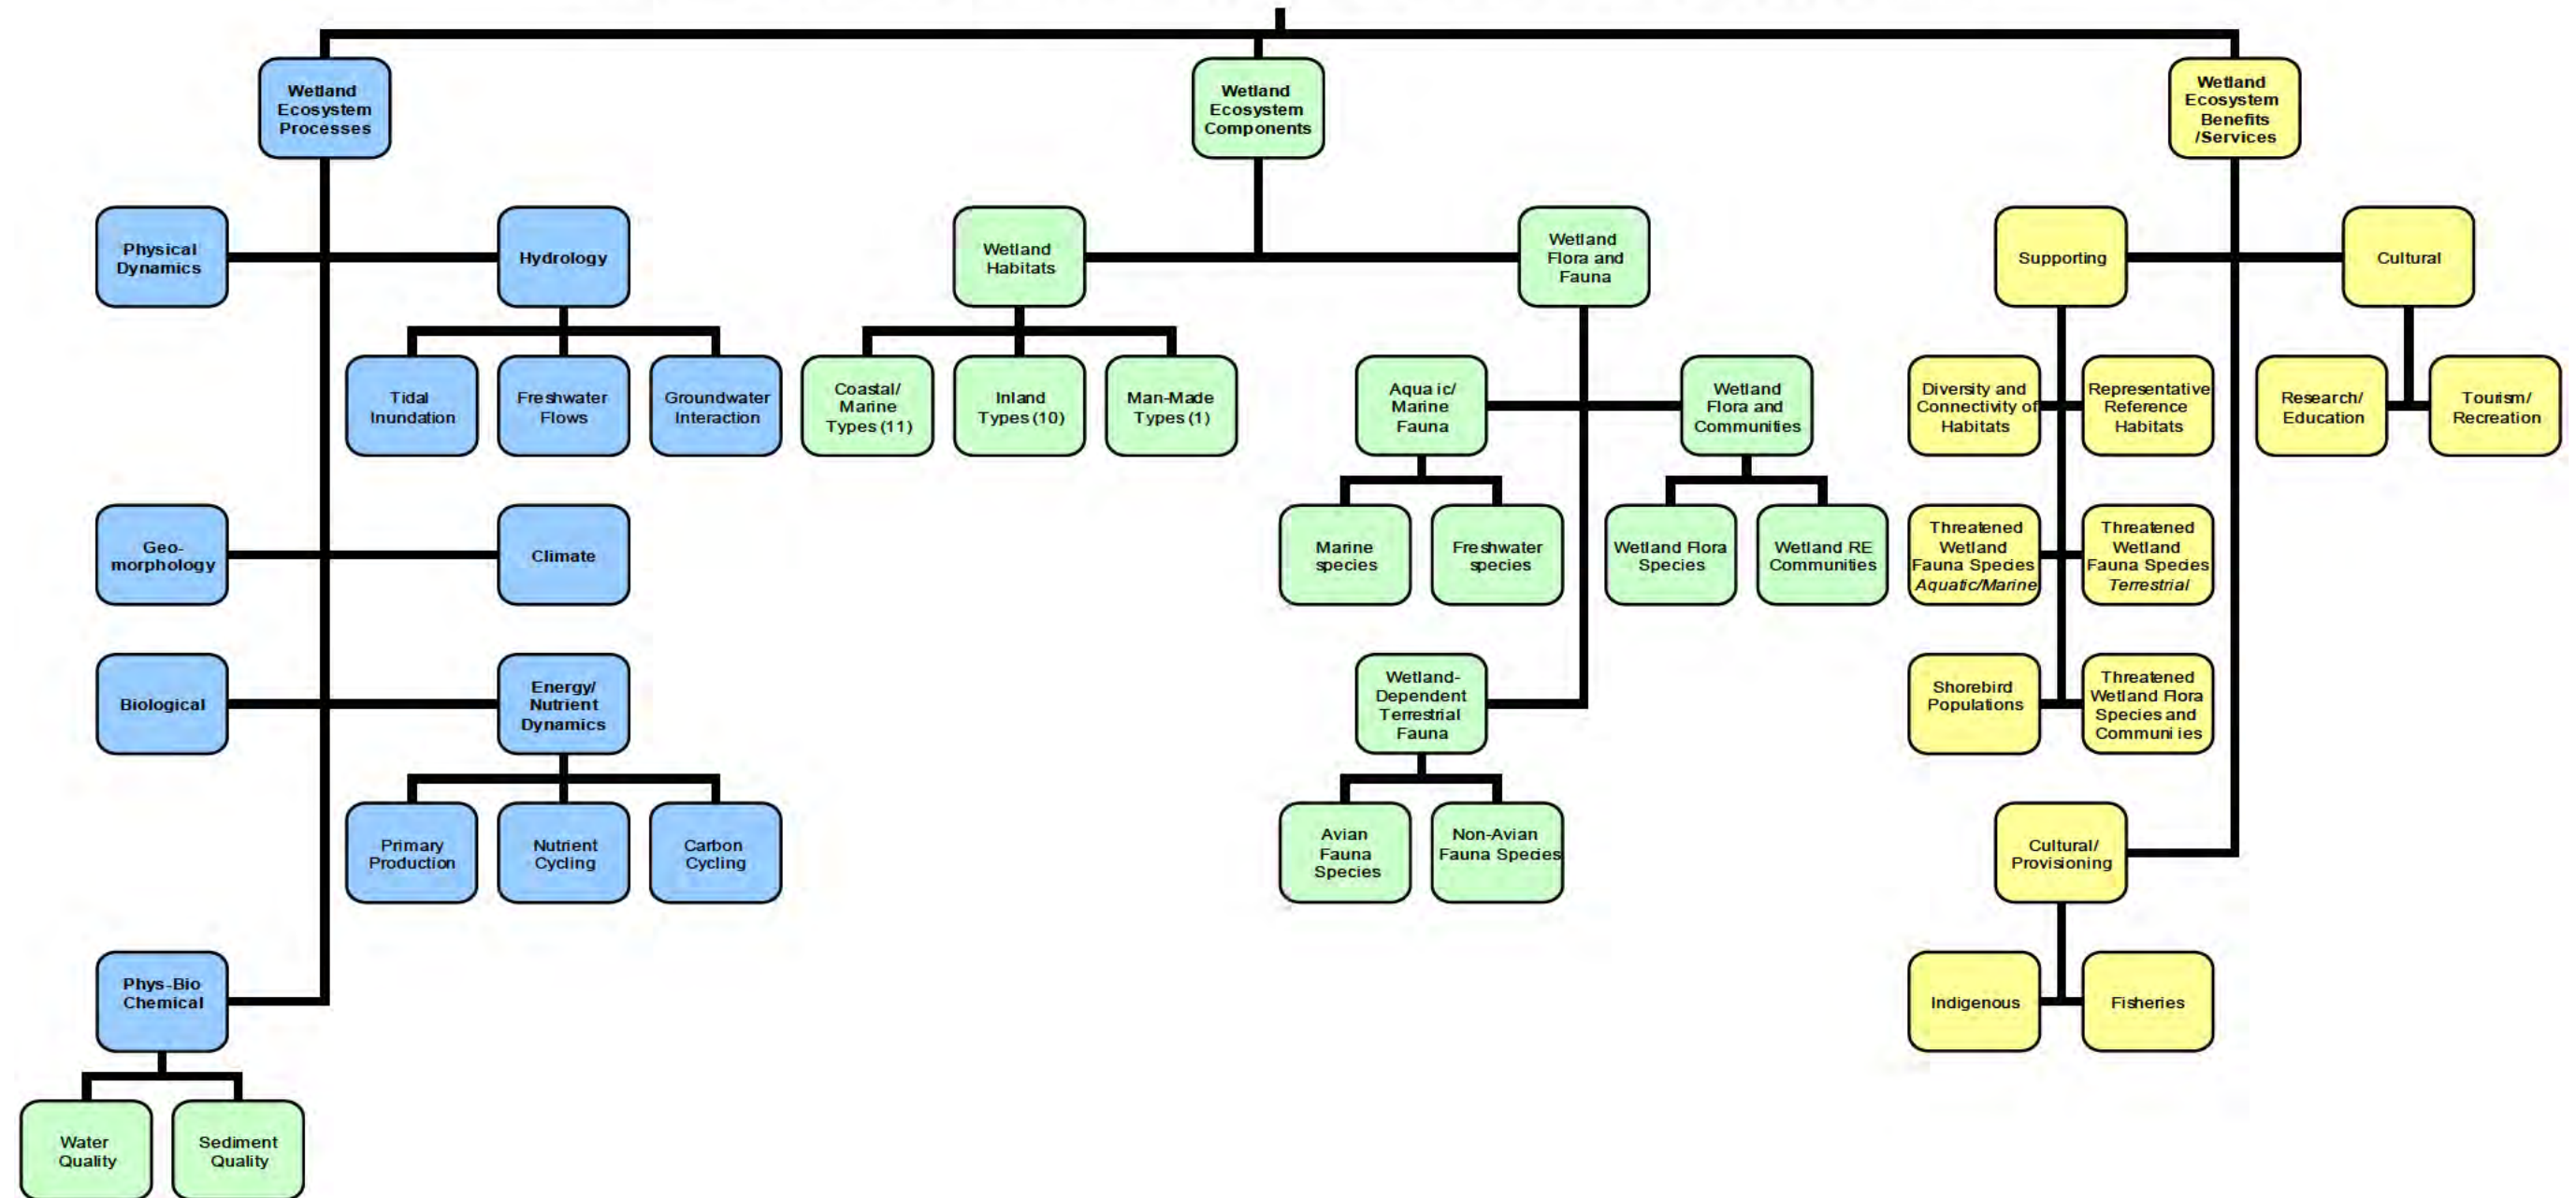 Wetland
Ecosystem
Processes
Wetland
Ecosystem
Components
Wetland
Ecosystem
Benefits
/Services
Physical
Dynamics
Hydrology
Wetland
Habitats
Wetland
Flora and
Fauna
Supporting
Cultural
Tidal
Inundation
Freshwater
Flows
Groundwater
Interaction
Coastal/
Marine
Types (11)
Inland
Types (10)
Man-Made
Types (1)
Aqua ic/
Marine
Fauna
Wetland
Flora and
Communities
Diversity and
Connectivity of
Habitats
Representative
Reference
Habitats
Research/
Education
Tourism/
Recreation
Geo-
morphology
Climate
Marine
species
Freshwater
species
Wetland Flora
Species
Wetland RE
Communities
Threatened
Wetland
Fauna Species
Aquatic/Marine
Threatened
Wetland
Fauna Species
Terrestrial
Biological
Energy/
Nutrient
Dynamics
Wetland-
Dependent
Terrestrial
Fauna
Shorebird
Populations
Threatened
Wetland Flora
Species and
Communi ies
Primary
Production
Nutrient
Cycling
Carbon
Cycling
Avian
Fauna
Species
Non-Avian
Fauna Species
Cultural/
Provisioning
Phys-Bio
Chemical
Indigenous
Fisheries
Water
Quality
Sediment
Quality